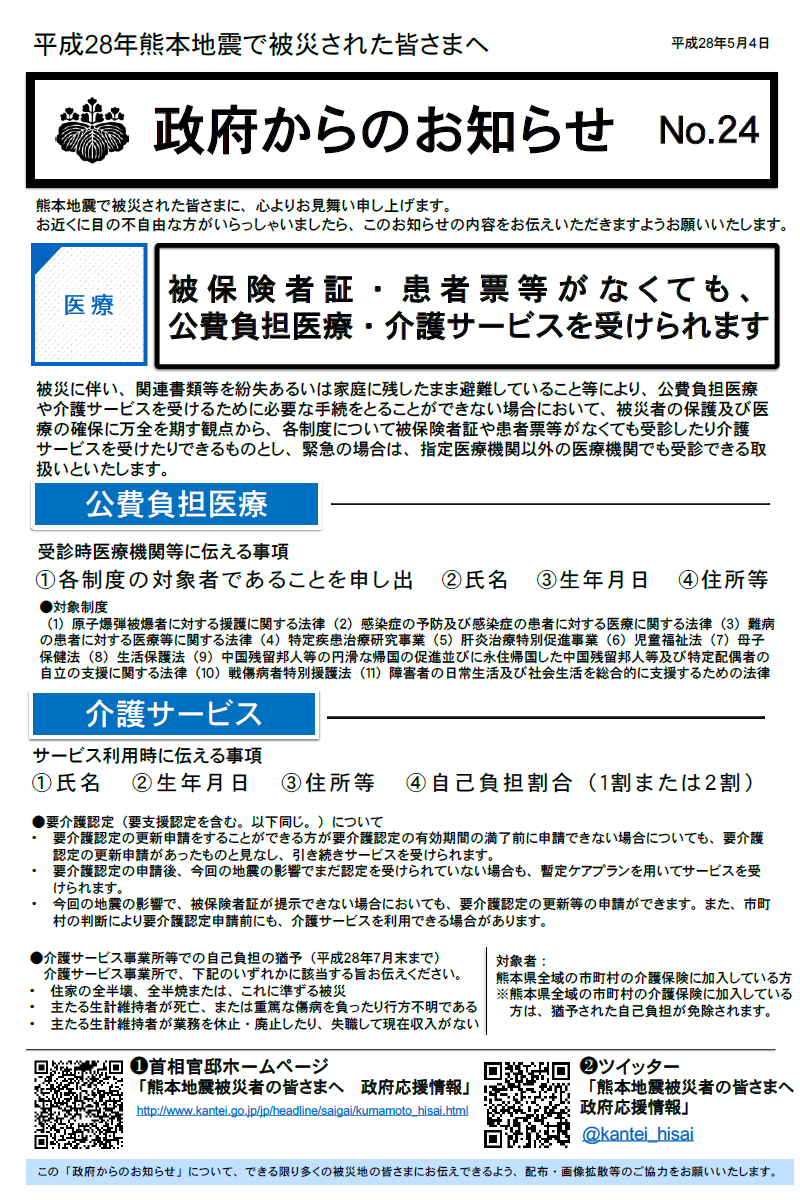 平成28年熊本地震で被災された皆さまへ
平成28年5月4日
政府からのお知らせ No.24
熊本地震で被災された皆さまに、心よりお見舞い申し上げます。
お近くに目の不自由な方がいらっしゃいましたら、このお知らせの内容をお伝えいただきますようお願いいたします。
医療
被保険者証・患者票等がなくても、
公費負担医療・介護サービスを受けられます
被災に伴い、関連書類等を紛失あるいは家庭に残したまま避難していること等により、公費負担医療
や介護サービスを受けるために必要な手続をとることができない場合において、被災者の保護及び医
療の確保に万全を期す観点から、各制度について被保険者証や患者票等がなくても受診したり介護
サービスを受けたりできるものとし、緊急の場合は、指定医療機関以外の医療機関でも受診できる取
扱いといたします。
公費負担医療
受診時医療機関等に伝える事項
①各制度の対象者であることを申し出 ②氏名 ③生年月日 ④住所等
●対象制度
（1）原子爆弾被爆者に対する援護に関する法律（2）感染症の予防及び感染症の患者に対する医療に関する法律（3）難病
の患者に対する医療等に関する法律（4）特定疾患治療研究事業（5）肝炎治療特別促進事業（6）児童福祉法（7）母子
保健法（8）生活保護法（9）中国残留邦人等の円滑な帰国の促進並びに永住帰国した中国残留邦人等及び特定配偶者の
自立の支援に関する法律（10）戦傷病者特別援護法（11）障害者の日常生活及び社会生活を総合的に支援するための法律
介護サービス
サービス利用時に伝える事項
①氏名 ②生年月日 ③住所等 ④自己負担割合（1割または2割）
●要介護認定（要支援認定を含む。以下同じ。）について
・ 要介護認定の更新申請をすることができる方が要介護認定の有効期間の満了前に申請できない場合についても、要介護
認定の更新申請があったものと見なし、引き続きサービスを受けられます。
・ 要介護認定の申請後、今回の地震の影響でまだ認定を受けられていない場合も、暫定ケアプランを用いてサービスを受
けられます。
・ 今回の地震の影響で、被保険者証が提示できない場合においても、要介護認定の更新等の申請ができます。また、市町
村の判断により要介護認定申請前にも、介護サービスを利用できる場合があります。
●介護サービス事業所等での自己負担の猶予（平成28年7月末まで）
介護サービス事業所で、下記のいずれかに該当する旨お伝えください。
・ 住家の全半壊、全半焼または、これに準ずる被災
・ 主たる生計維持者が死亡、または重篤な傷病を負ったり行方不明である
・ 主たる生計維持者が業務を休止・廃止したり、失職して現在収入がない
対象者：
熊本県全域の市町村の介護保険に加入している方
※熊本県全域の市町村の介護保険に加入している
方は、猶予された自己負担が免除されます。
❶首相官邸ホームページ
「熊本地震被災者の皆さまへ 政府応援情報」
http://www.kantei.go.jp/jp/headline/saigai/kumamoto_hisai.html
❷ツイッター
「熊本地震被災者の皆さまへ
政府応援情報」
@kantei_hisai
この「政府からのお知らせ」について、できる限り多くの被災地の皆さまにお伝えできるよう、配布・画像拡散等のご協力をお願いいたします。